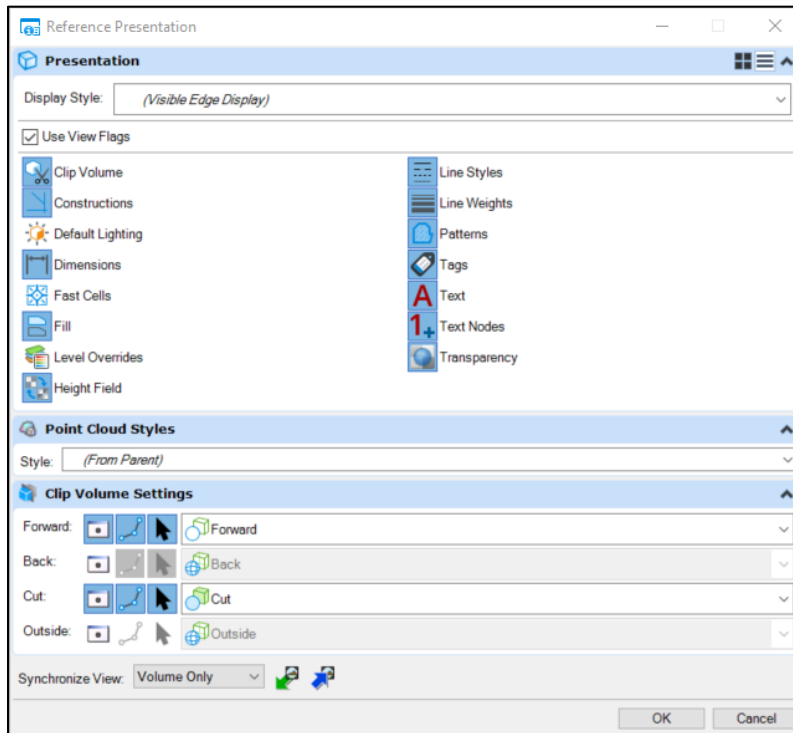 Reference Presentation
Presentation
Display Style: (Visible Edge Display)
Use View Flags
Clip Volume
Constructions
Default Lighting
Dimensions
Fast Cells
Fill
Level Overrides
Height Field
Line Styles
Line Weights
Patterns
Tags
A Text
1+ Text Nodes
Transparency
Point Cloud Styles
Style: (From Parent)
Clip Volume Settings
Forward: Forward
Back: Back
Cut: Cut
Outside: Outside
Synchronize View: Volume Only
OK Cancel